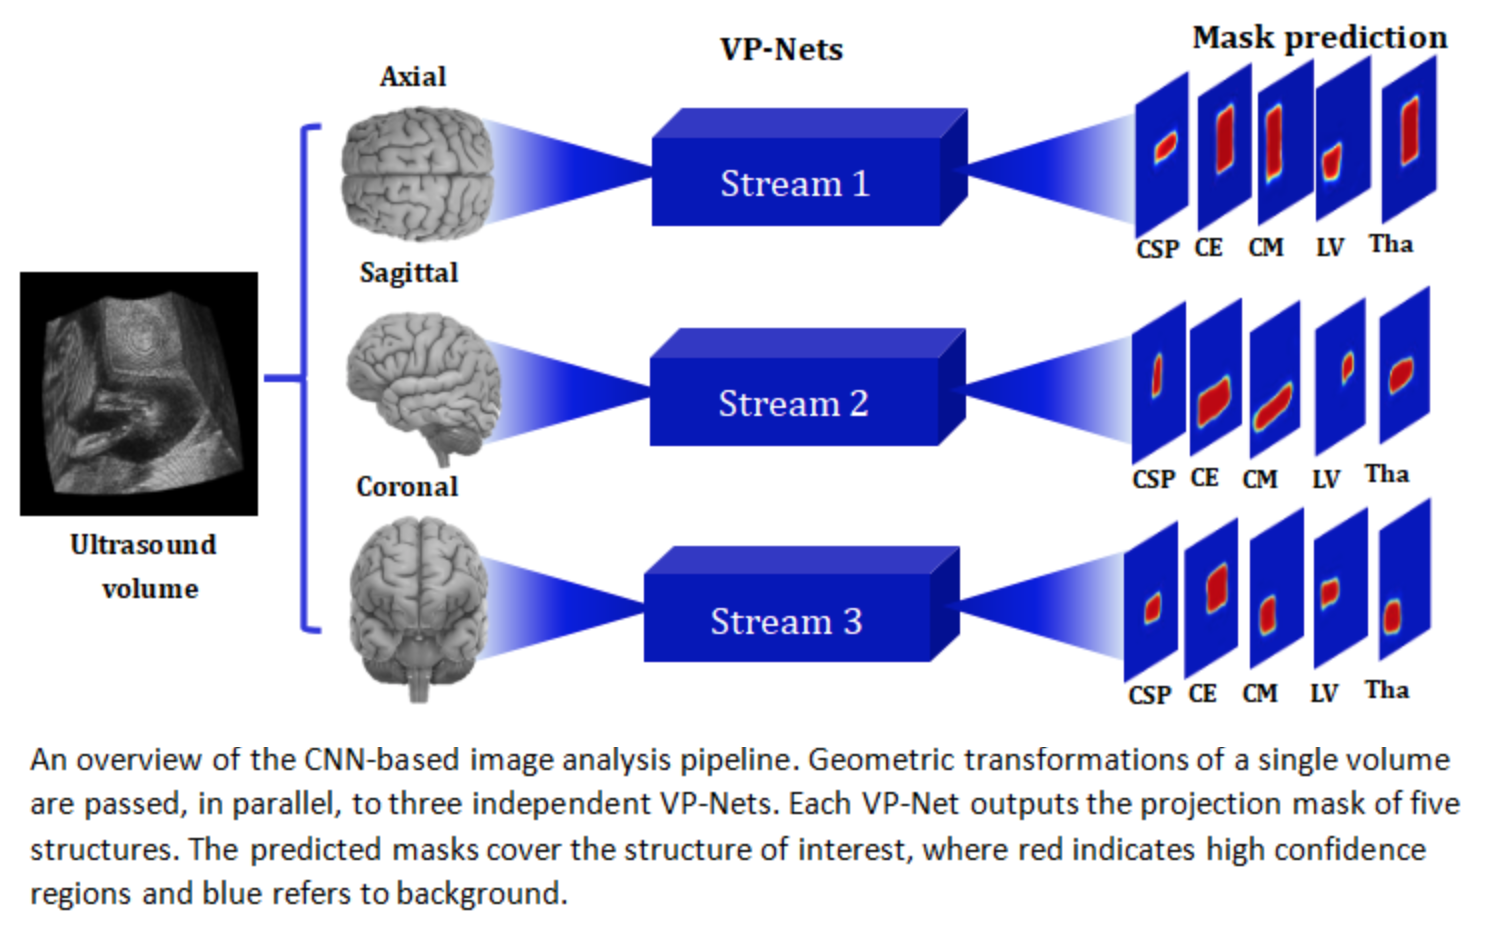 VP-Nets
Mask prediction
Axial
Stream 1
CSP CE CM LV Tha
Sagittal
Stream 2
CSP CE CM LV Tha
Coronal
Stream 3
CSP CE CM LV Tha
Ultrasound
volume
An overview of the CNN-based image analysis pipeline. Geometric transformations of a single volume
are passed, in parallel, to three independent VP-Nets. Each VP-Net outputs the projection mask of five
structures. The predicted masks cover the structure of interest, where red indicates high confidence
regions and blue refers to background.